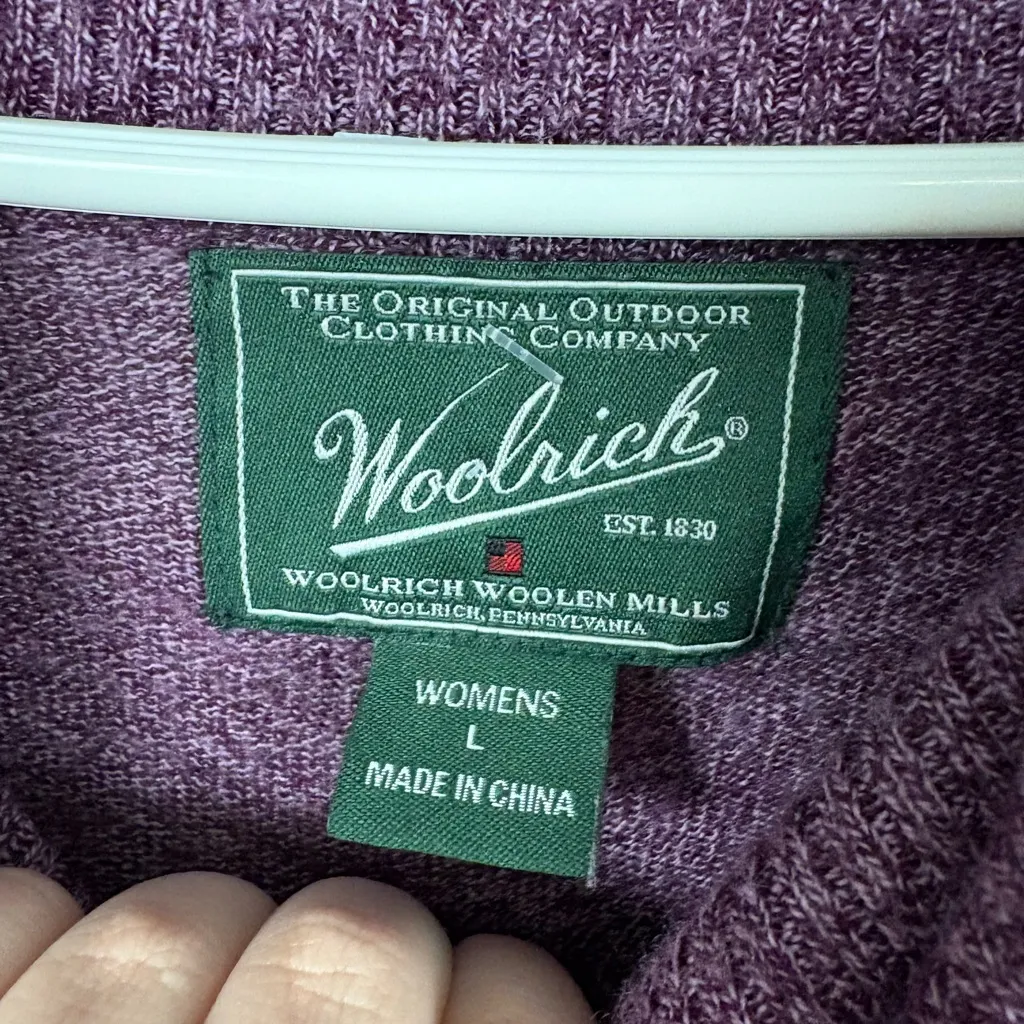 THE ORIGINAL OUTDOOR
CLOTHING COMPANY
Woolrich®
EST. 1830
WOOLRICH WOOLEN MILLS
WOOLRICH, PENNSYLVANIA
WOMENS
L
MADE IN CHINA